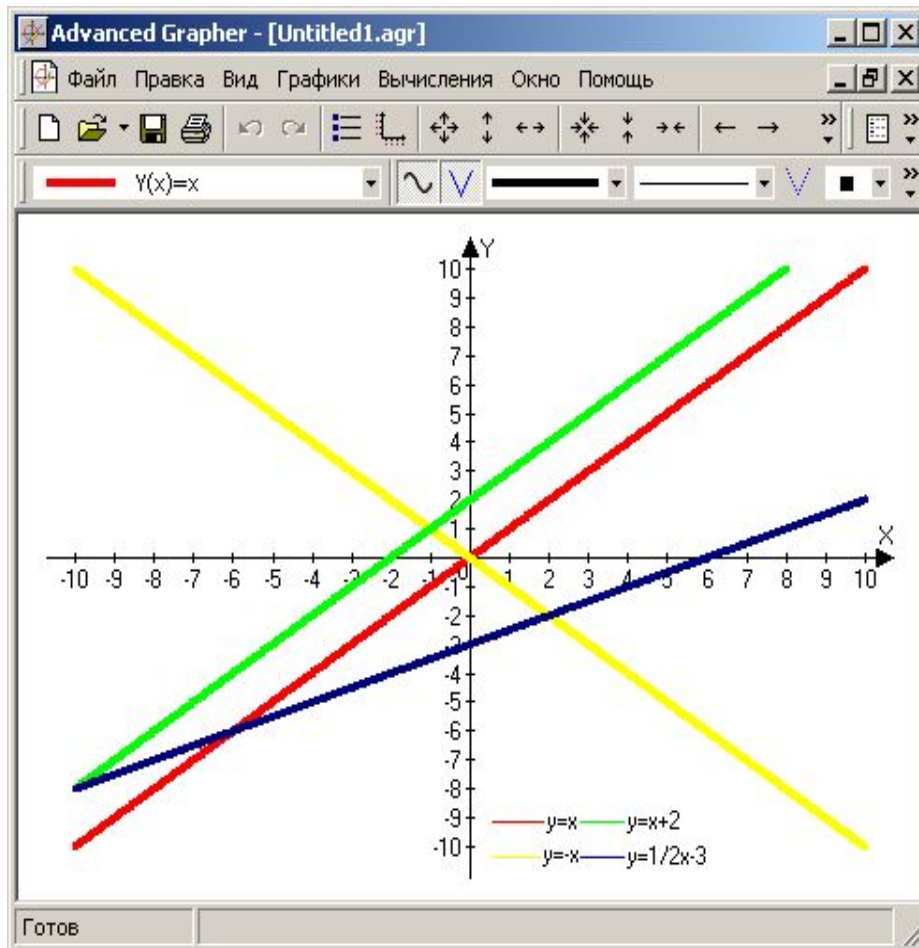 Advanced Grapher - [Untitled1.agr]
Файл Правка Вид Графики Вычисления Окно Помощь
Y(x)=x
Y
10
9
8
7
6
5
4
3
2
1
X
-10 -9 -8 -7 -6 -5 -4 -3 -2 -1 0 1 2 3 4 5 6 7 8 9 10
-1
-2
-3
-4
-5
-6
-7
-8
-9
-10
y=x y=x+2
y=-x y=1/2x-3
Готов